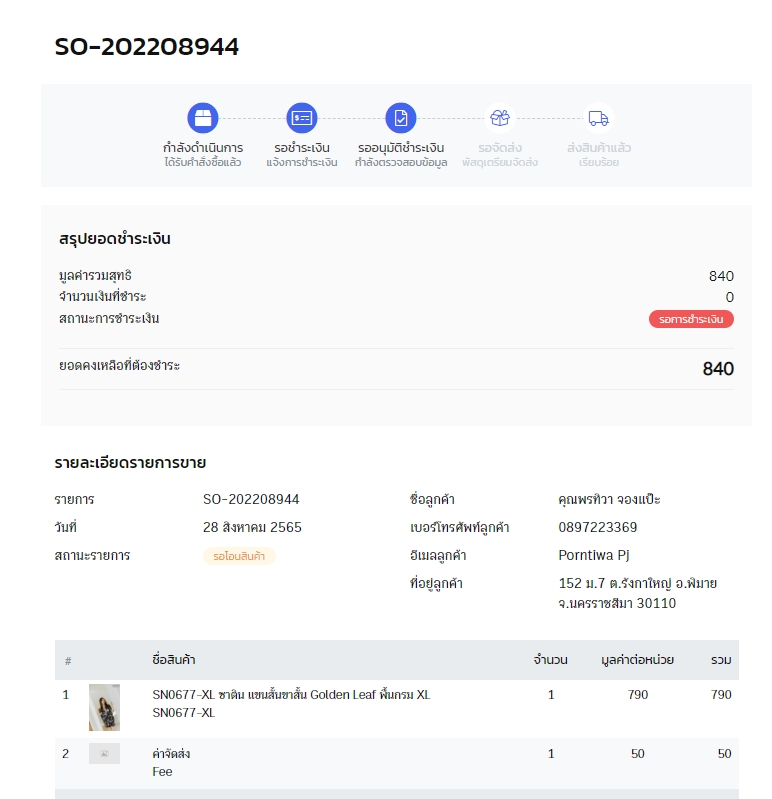 SO-202208944
กำลังดำเนินการ
ได้รับคำสั่งซื้อแล้ว
รอชำระเงิน
แจ้งการชำระเงิน
รออนุมัติชำระเงิน
กำลังตรวจสอบข้อมูล
รอจัดส่ง
พัสดุเตรียมจัดส่ง
ส่งสินค้าแล้ว
เรียบร้อย
สรุปยอดชำระเงิน
มูลค่ารวมสุทธิ 840
จำนวนเงินที่ชำระ 0
สถานะการชำระเงิน รอการชำระเงิน
ยอดคงเหลือที่ต้องชำระ 840
รายละเอียดรายการขาย
รายการ SO-202208944
วันที่ 28 สิงหาคม 2565
สถานะรายการ รอโอนสินค้า
ชื่อลูกค้า คุณพรทิวา จองแป๊ะ
เบอร์โทรศัพท์ลูกค้า 0897223369
อีเมลลูกค้า Porntiwa Pj
ที่อยู่ลูกค้า 152 ม.7 ต.รังกาใหญ่ อ.พิมาย
จ.นครราชสีมา 30110
# ชื่อสินค้า จำนวน มูลค่าต่อหน่วย รวม
1 SN0677-XL ซาติน แขนสั้นขาสั้น Golden Leaf พื้นกรม XL 1 790 790
SN0677-XL
2 ค่าจัดส่ง 1 50 50
Fee